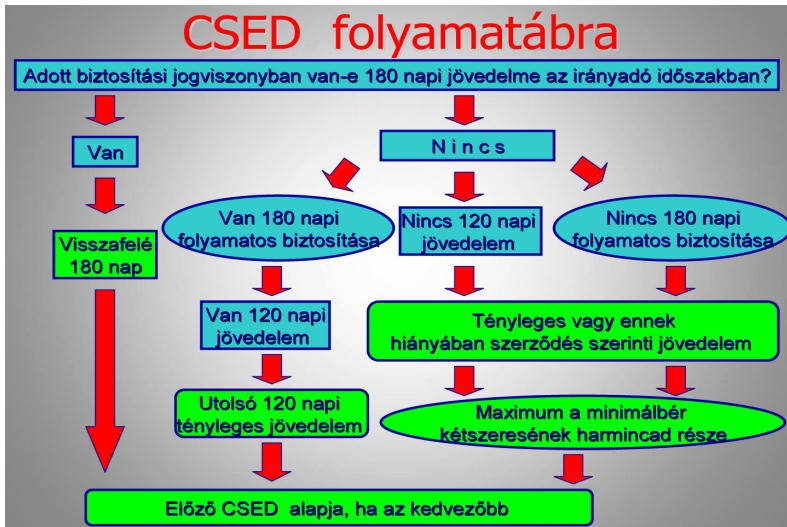 CSED folyamatábra
Adott biztosítási jogviszonyban van-e 180 napi jövedelme az irányadó időszakban?
Van
N i n c s
Visszafelé
180 nap
Van 180 napi
folyamatos biztosítása
Nincs 120 napi
jövedelem
Nincs 180 napi
folyamatos biztosítása
Van 120 napi
jövedelem
Tényleges vagy ennek
hiányában szerződés szerinti jövedelem
Utolsó 120 napi
tényleges jövedelem
Maximum a minimálbér
kétszeresének harmincad része
Előző CSED alapja, ha az kedvezőbb